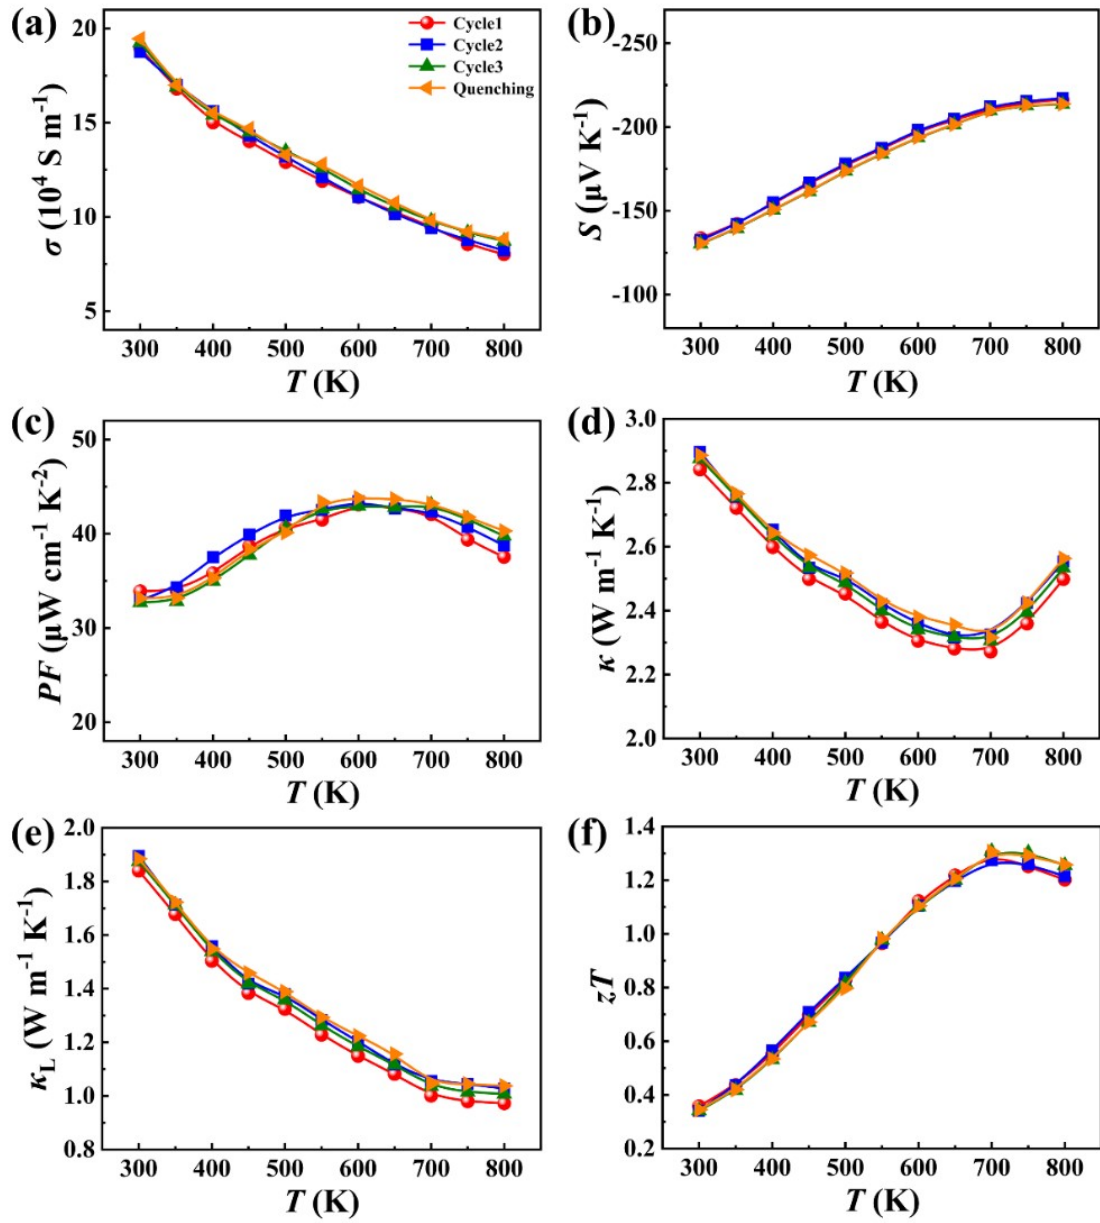 (a)
20
15
10
5
σ (10⁴ S m⁻¹)
300 400 500 600 700 800
T (K)
Cycle1
Cycle2
Cycle3
Quenching
(b)
-250
-200
-150
-100
S (μV K⁻¹)
300 400 500 600 700 800
T (K)
(c)
50
40
30
20
PF (μW cm⁻¹ K⁻²)
300 400 500 600 700 800
T (K)
(d)
3.0
2.8
2.6
2.4
2.2
2.0
κ (W m⁻¹ K⁻¹)
300 400 500 600 700 800
T (K)
(e)
2.0
1.8
1.6
1.4
1.2
1.0
0.8
κL (W m⁻¹ K⁻¹)
300 400 500 600 700 800
T (K)
(f)
1.4
1.2
1.0
0.8
0.6
0.4
0.2
zT
300 400 500 600 700 800
T (K)